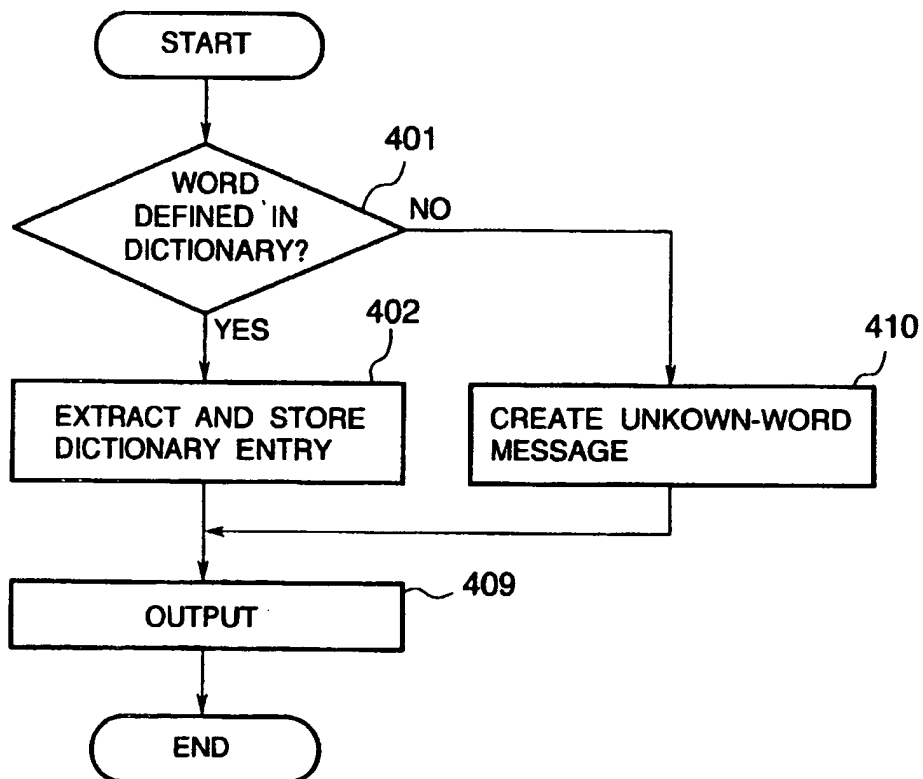 START
401
WORD
DEFINED IN
DICTIONARY?
NO
YES
402
EXTRACT AND STORE
DICTIONARY ENTRY
410
CREATE UNKOWN-WORD
MESSAGE
409
OUTPUT
END